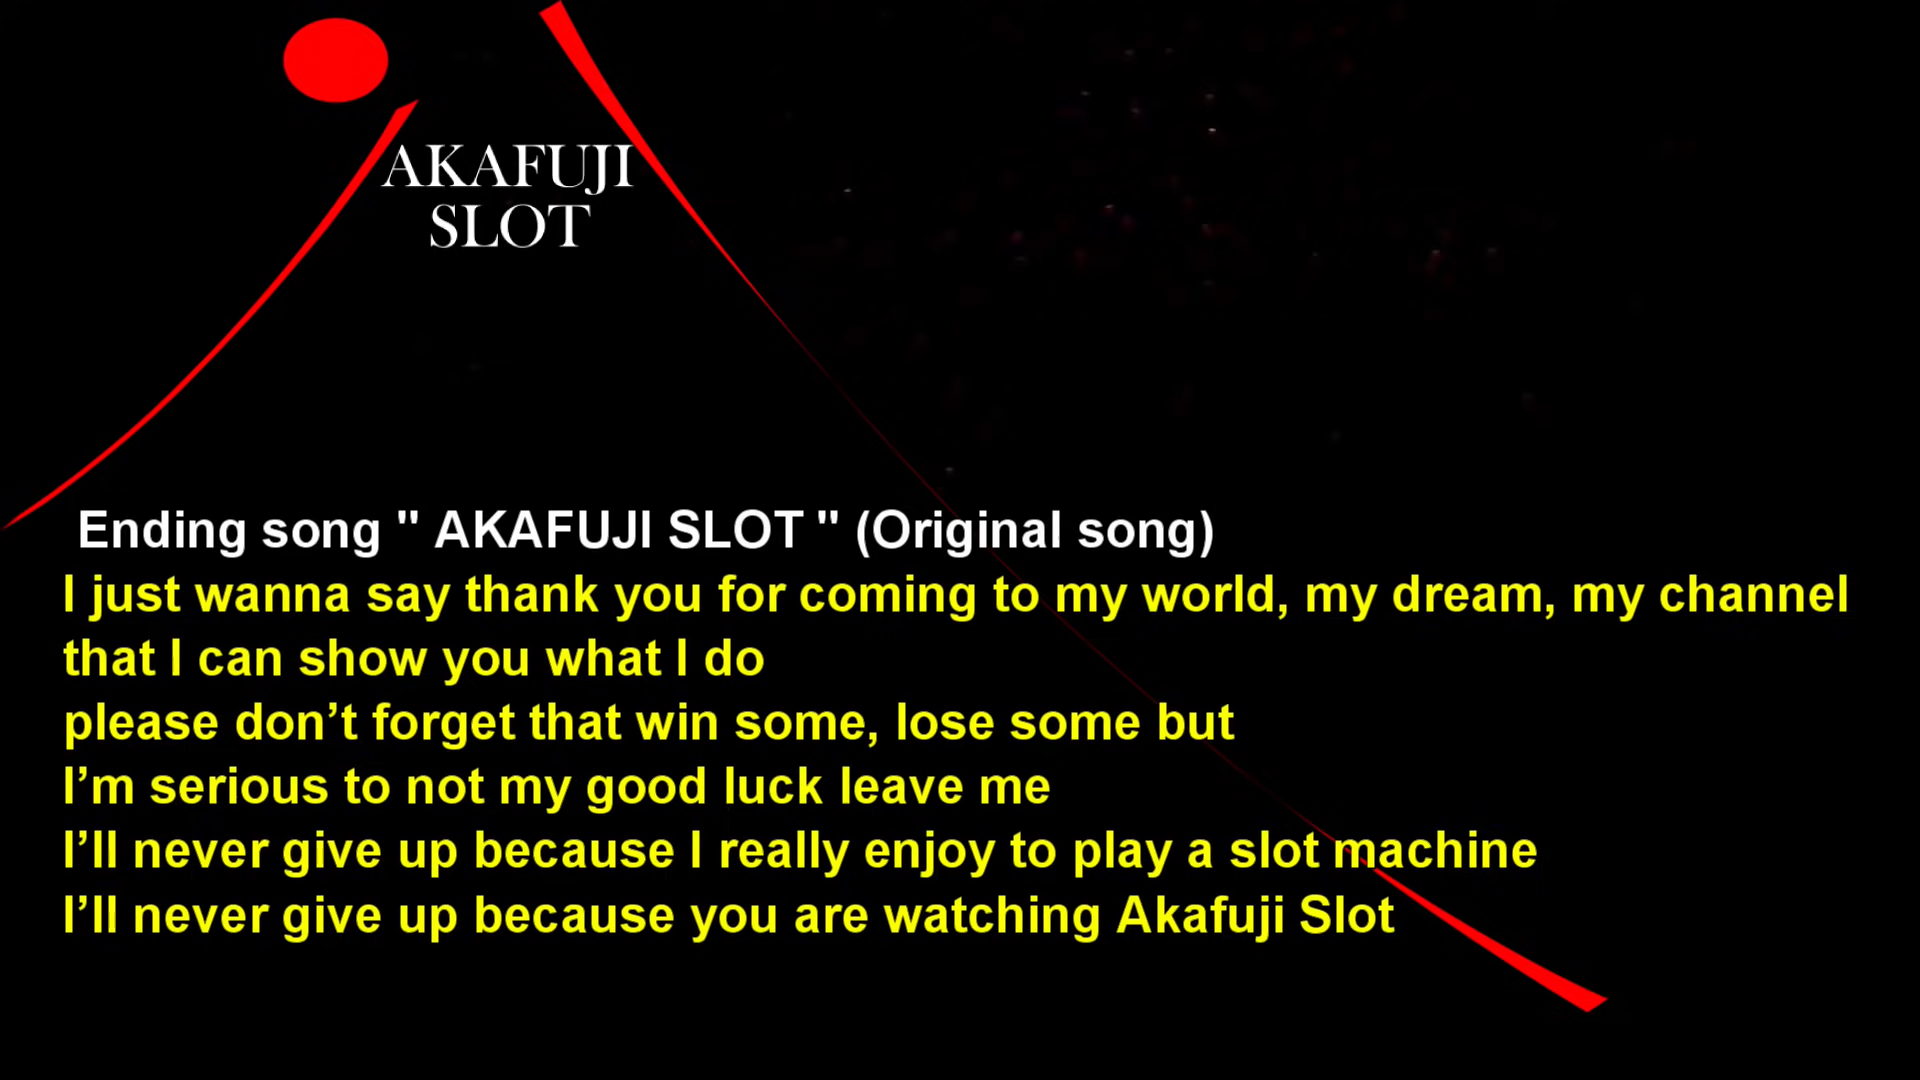 AKAFUJI
SLOT
Ending song " AKAFUJI SLOT " (Original song)
I just wanna say thank you for coming to my world, my dream, my channel
that I can show you what I do
please don’t forget that win some, lose some but
I’m serious to not my good luck leave me
I’ll never give up because I really enjoy to play a slot machine
I’ll never give up because you are watching Akafuji Slot